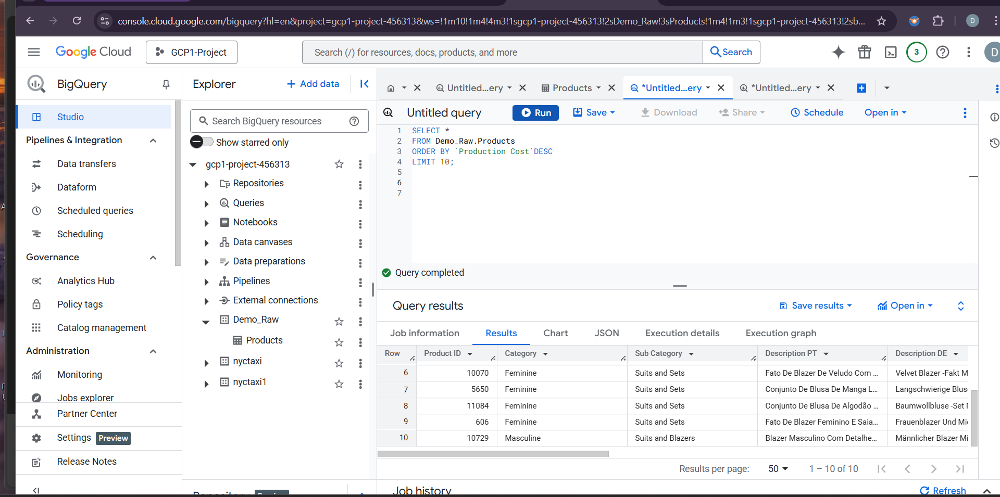 console.cloud.google.com/bigquery?hl=en&project=gcp1-project-456313&ws=!1m10!1m4!4m3!1sgcp1-project-456313!2sDemo_Raw!3sProducts!1m4!1m3!1sgcp1-project-456313!2sb...
D
Google Cloud
GCP1-Project
Search (/) for resources, docs, products, and more
Search
3
D
BigQuery
Studio
Pipelines & Integration
Data transfers
Dataform
Scheduled queries
Scheduling
Governance
Analytics Hub
Policy tags
Catalog management
Administration
Monitoring
Jobs explorer
Partner Center
Settings Preview
Release Notes
Explorer
+ Add data
Search BigQuery resources
Show starred only
gcp1-project-456313
Repositories
Queries
Notebooks
Data canvases
Data preparations
Pipelines
External connections
Demo_Raw
Products
nyctaxi
nyctaxi1
Untitled...ery
Products
*Untitled...ery
*Untitled...ery
Untitled query
Run
Save
Download
Share
Schedule
Open in
1 SELECT *
2 FROM Demo_Raw.Products
3 ORDER BY `Production Cost`DESC
4 LIMIT 10;
5
6
7
Query completed
Query results
Save results
Open in
Job information Results Chart JSON Execution details Execution graph
Row Product ID Category Sub Category Description PT Description DE
6 10070 Feminine Suits and Sets Fato De Blazer De Veludo Com ... Velvet Blazer -Fakt M
7 5650 Feminine Suits and Sets Conjunto De Blusa De Manga L... Langschwierige Blus
8 11084 Feminine Suits and Sets Conjunto De Blusa De Algodão ... Baumwollbluse -Set
9 606 Feminine Suits and Sets Fato De Blazer Feminino E Saia... Frauenblazer Und Mi
10 10729 Masculine Suits and Blazers Blazer Masculino Com Detalhe... Männlicher Blazer Mi
Results per page: 50 1 – 10 of 10
Job history
Refresh